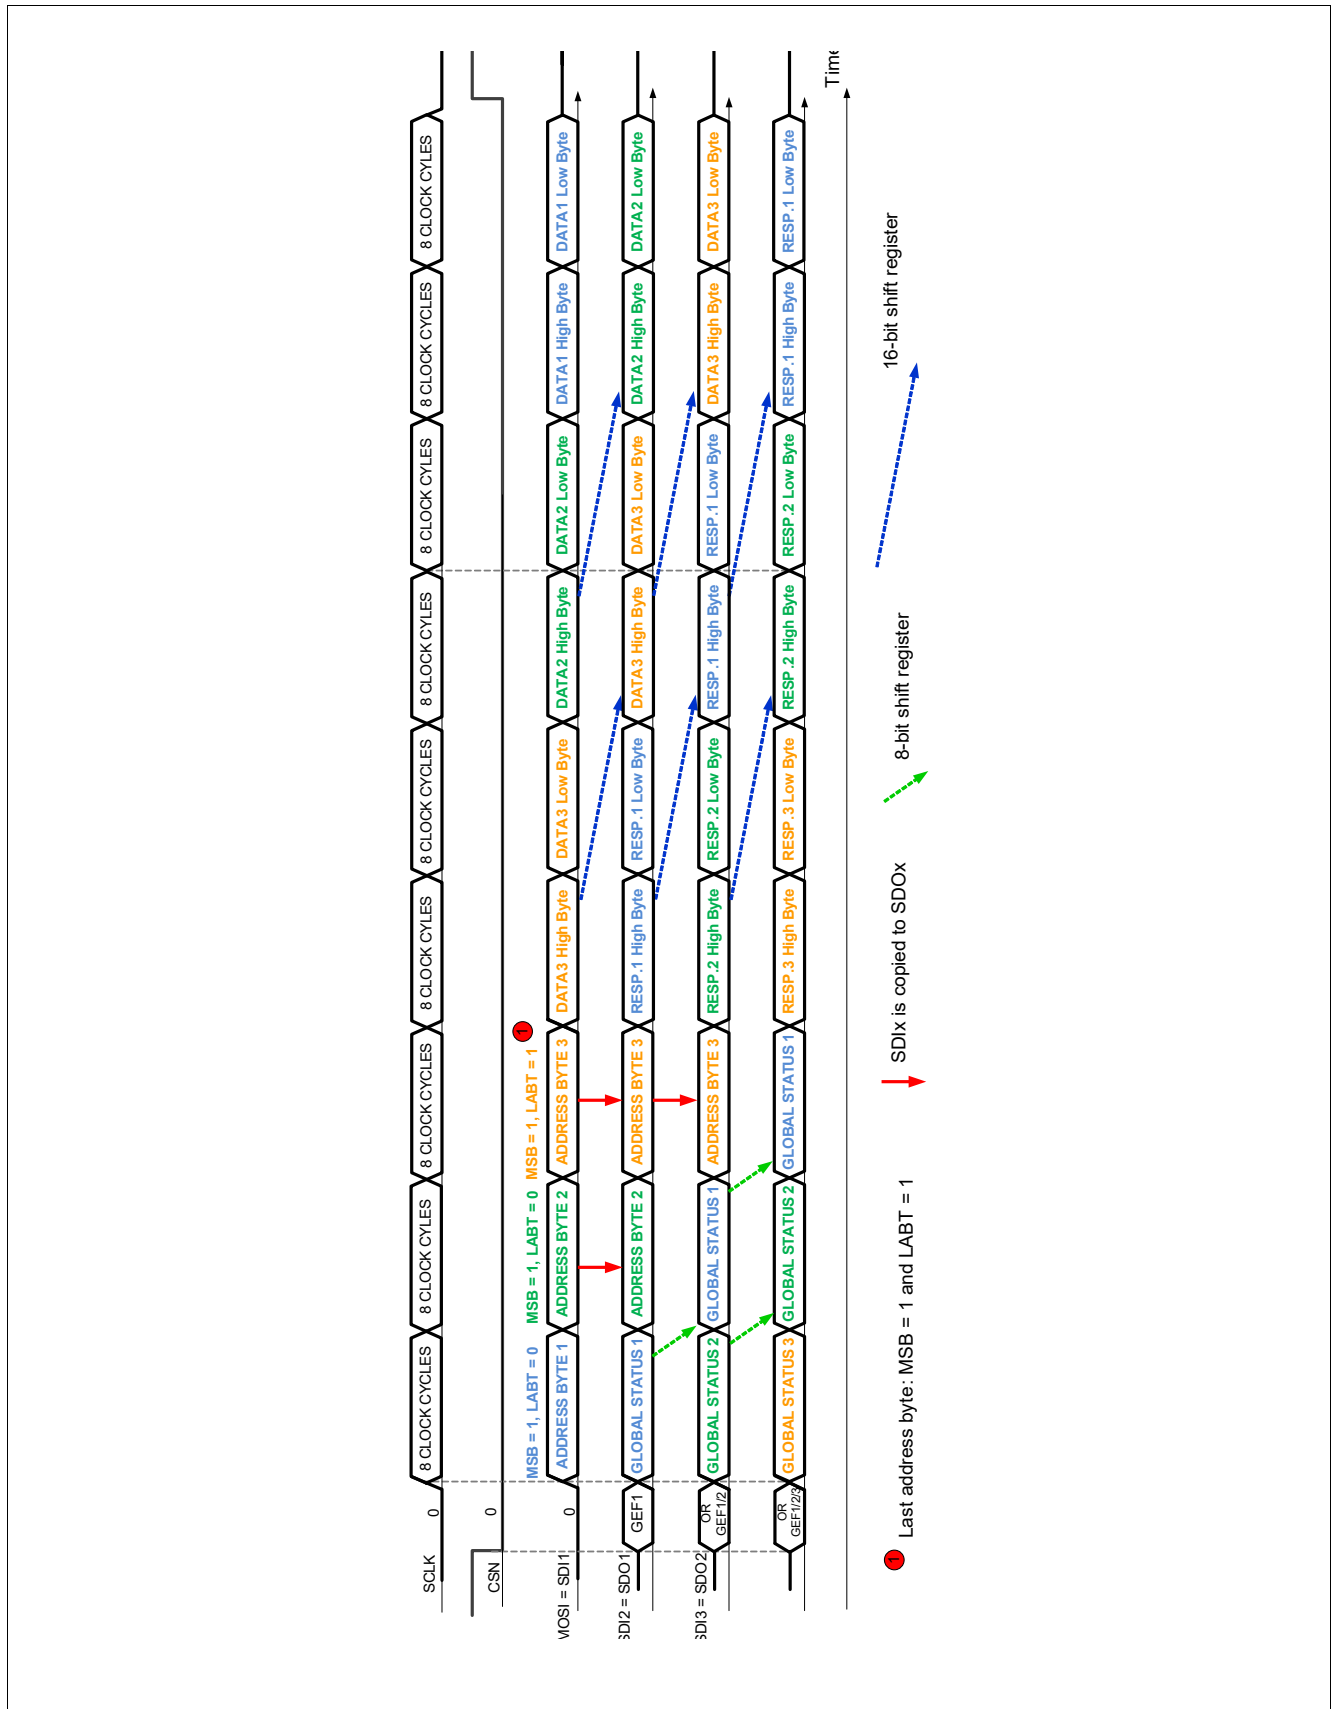 SCLK
0
8 CLOCK CYCLES
8 CLOCK CYLES
8 CLOCK CYCLES
8 CLOCK CYLES
8 CLOCK CYCLES
8 CLOCK CYLES
8 CLOCK CYLES
8 CLOCK CYCLES
8 CLOCK CYLES
CSN
0
MSB = 1, LABT = 0
MSB = 1, LABT = 0
MSB = 1, LABT = 1
1
MOSI = SDI1
0
ADDRESS BYTE 1
ADDRESS BYTE 2
ADDRESS BYTE 3
DATA3 High Byte
DATA3 Low Byte
DATA2 High Byte
DATA2 Low Byte
DATA1 High Byte
DATA1 Low Byte
SDI2 = SDO1
GEF1
GLOBAL STATUS 1
ADDRESS BYTE 2
ADDRESS BYTE 3
RESP.1 High Byte
RESP.1 Low Byte
DATA3 High Byte
DATA3 Low Byte
DATA2 High Byte
DATA2 Low Byte
SDI3 = SDO2
OR
GEF1/2
GLOBAL STATUS 2
GLOBAL STATUS 1
ADDRESS BYTE 3
RESP.2 High Byte
RESP.2 Low Byte
RESP.1 High Byte
RESP.1 Low Byte
DATA3 High Byte
DATA3 Low Byte
OR
GEF1/2/3
GLOBAL STATUS 3
GLOBAL STATUS 2
GLOBAL STATUS 1
RESP.3 High Byte
RESP.3 Low Byte
RESP.2 High Byte
RESP.2 Low Byte
RESP.1 High Byte
RESP.1 Low Byte
Time
1 Last address byte: MSB = 1 and LABT = 1
SDIx is copied to SDOx
8-bit shift register
16-bit shift register